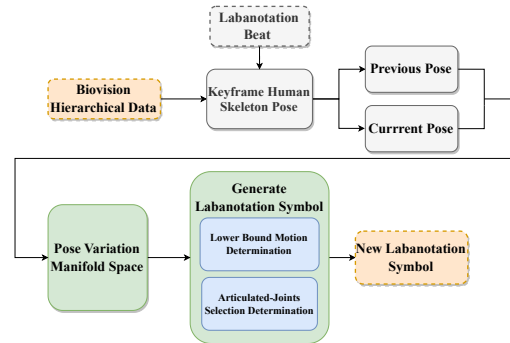 Labanotation
Beat
Biovision
Hierarchical Data
Keyframe Human
Skeleton Pose
Previous Pose
Currrent Pose
Pose Variation
Manifold Space
Generate
Labanotation Symbol
Lower Bound Motion
Determination
Articulated-Joints
Selection Determination
New Labanotation
Symbol